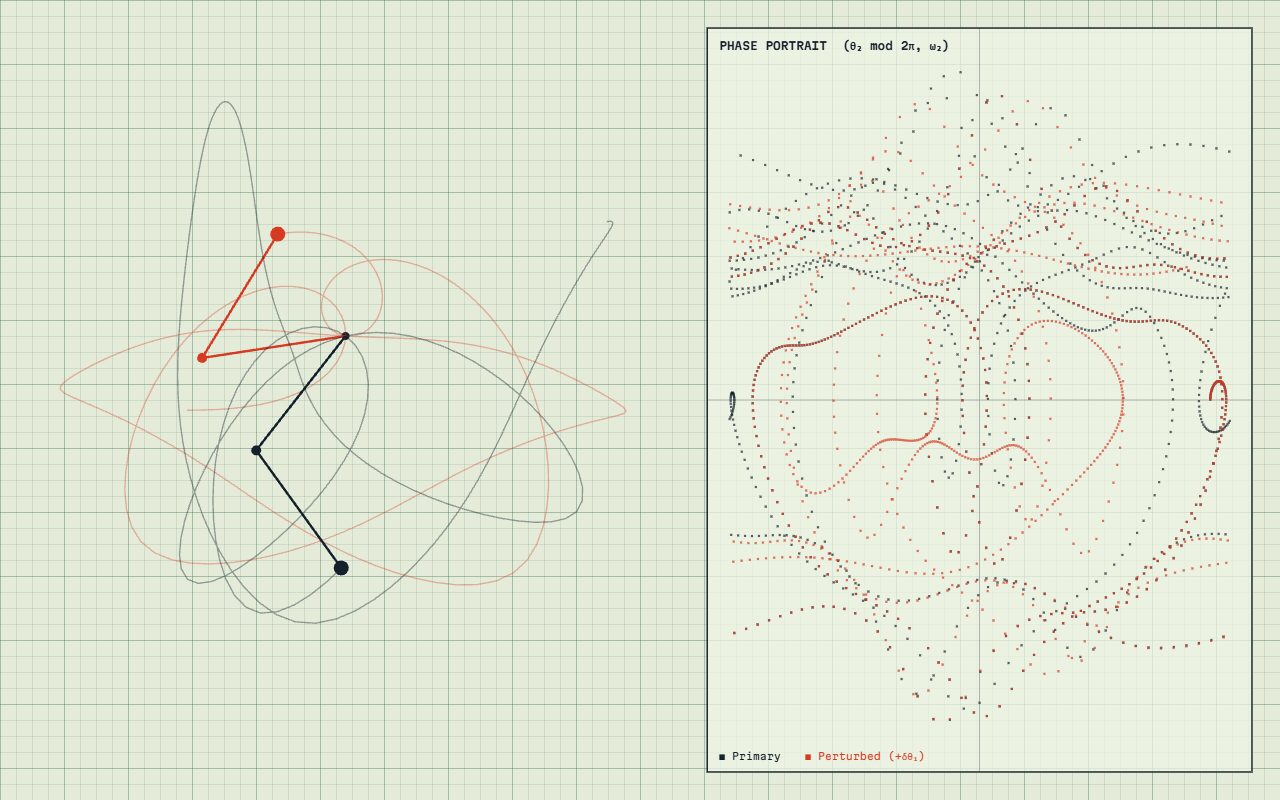 PHASE PORTRAIT (θ₂ mod 2π, ω₂)
■ Primary ■ Perturbed (+δθ₁)